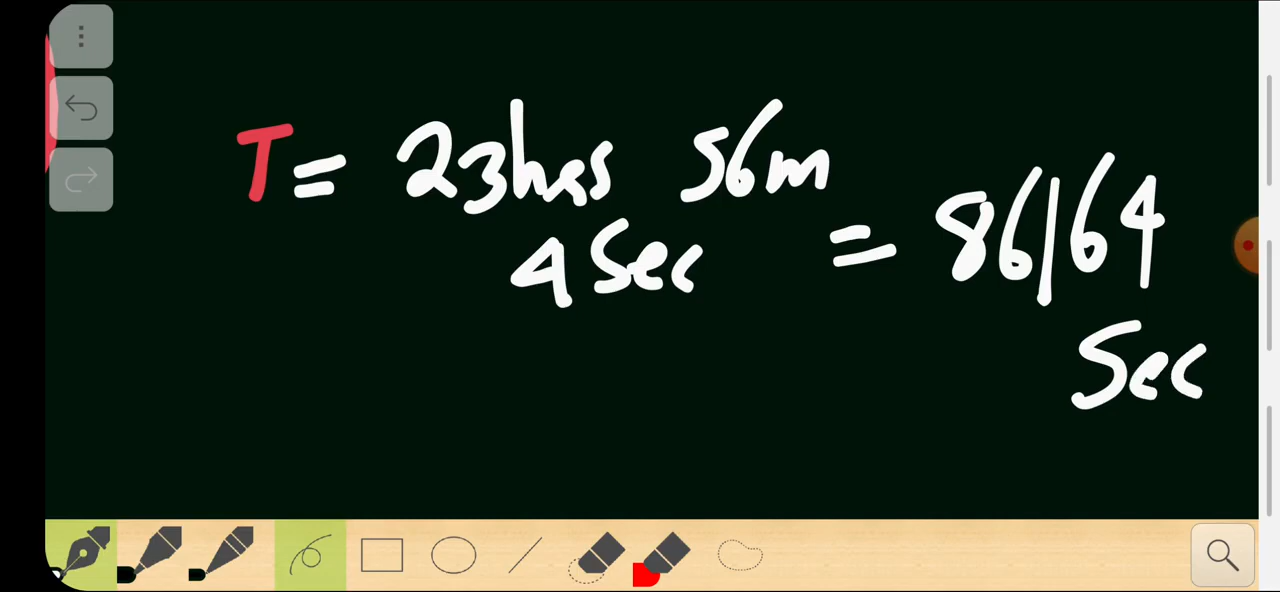 T = 23hrs 56m
4 Sec = 86164
Sec